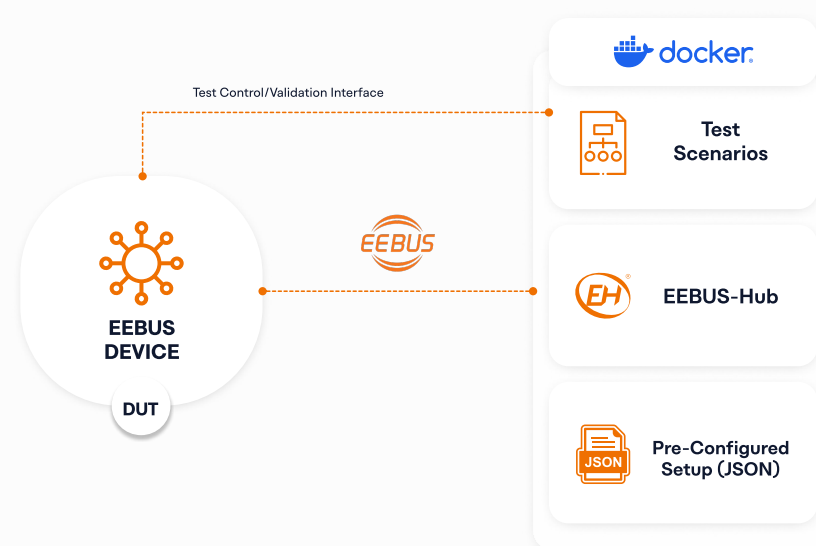 docker
Test Control/Validation Interface
Test
Scenarios
EEBUS
EH®
EEBUS-Hub
EEBUS
DEVICE
DUT
JSON
Pre-Configured
Setup (JSON)